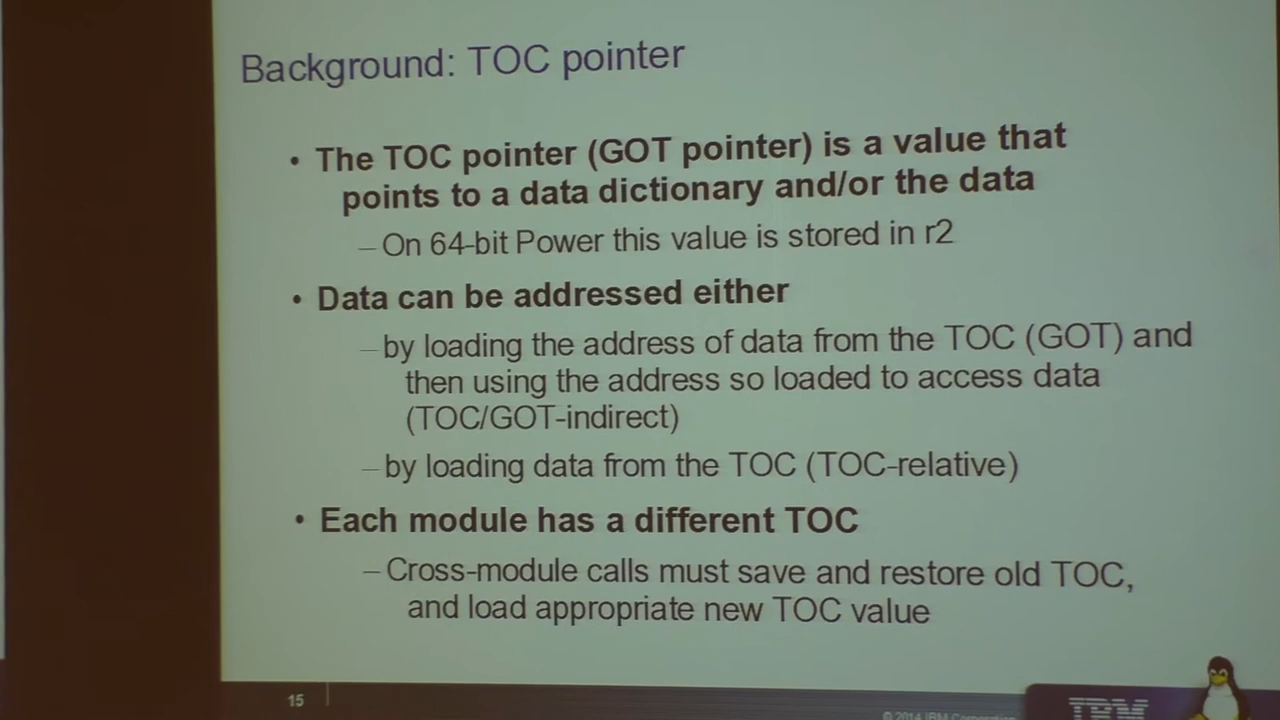 Background: TOC pointer
• The TOC pointer (GOT pointer) is a value that
points to a data dictionary and/or the data
– On 64-bit Power this value is stored in r2
• Data can be addressed either
– by loading the address of data from the TOC (GOT) and
then using the address so loaded to access data
(TOC/GOT-indirect)
– by loading data from the TOC (TOC-relative)
• Each module has a different TOC
– Cross-module calls must save and restore old TOC,
and load appropriate new TOC value
15
© 2014 IBM Corporation
IBM